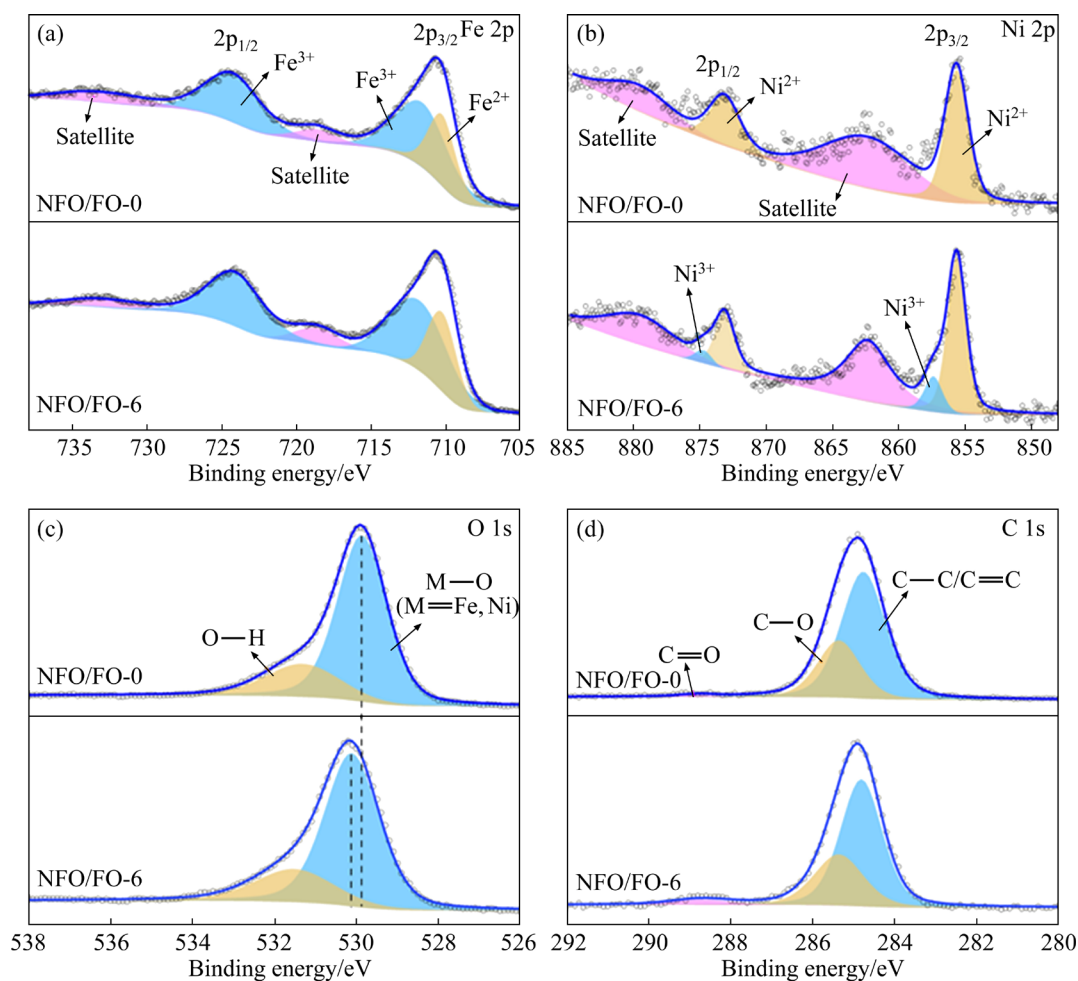 (a)
2p1/2
2p3/2 Fe 2p
Fe3+
Fe3+
Fe2+
Satellite
Satellite
NFO/FO-0
NFO/FO-6
735 730 725 720 715 710 705
Binding energy/eV
(b)
Ni 2p
2p3/2
2p1/2
Ni2+
Ni2+
Satellite
Satellite
NFO/FO-0
Ni3+
Ni3+
NFO/FO-6
885 880 875 870 865 860 855 850
Binding energy/eV
(c)
O 1s
M—O
(M=Fe, Ni)
O—H
NFO/FO-0
NFO/FO-6
538 536 534 532 530 528 526
Binding energy/eV
(d)
C 1s
C—C/C=C
C—O
C=O
NFO/FO-0
NFO/FO-6
292 290 288 286 284 282 280
Binding energy/eV